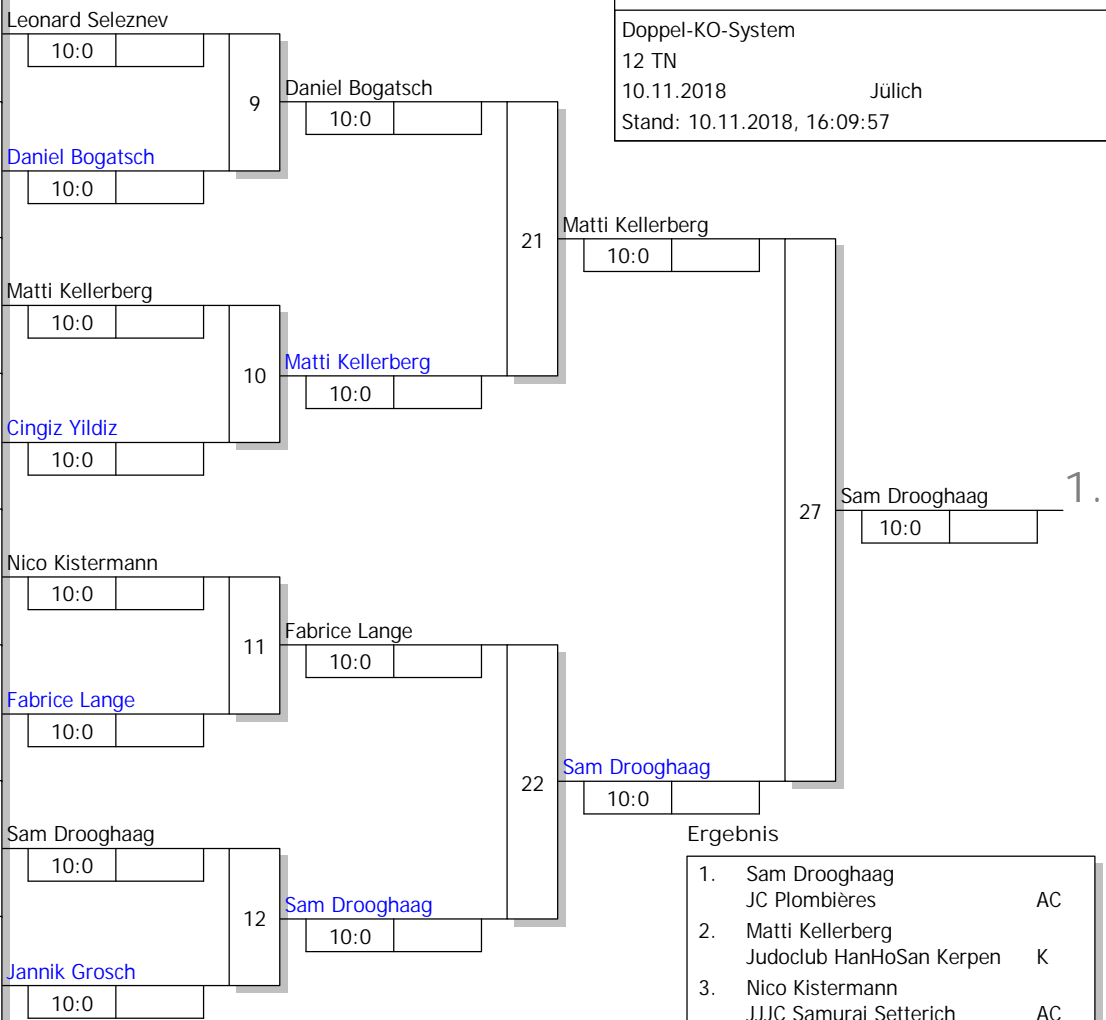 Doppel-KO-System
12 TN
10.11.2018 Jülich
Stand: 10.11.2018, 16:09:57
Leonard Seleznev
10:0
9
Daniel Bogatsch
10:0
Daniel Bogatsch
10:0
21
Matti Kellerberg
10:0
Matti Kellerberg
10:0
10
Matti Kellerberg
10:0
Cingiz Yildiz
10:0
27
Sam Drooghaag
1.
10:0
Nico Kistermann
10:0
11
Fabrice Lange
10:0
Fabrice Lange
10:0
22
Sam Drooghaag
10:0
Sam Drooghaag
10:0
12
Sam Drooghaag
10:0
Jannik Grosch
10:0
Ergebnis
1. Sam Drooghaag
JC Plombières AC
2. Matti Kellerberg
Judoclub HanHoSan Kerpen K
3. Nico Kistermann
JJJC Samurai Setterich AC